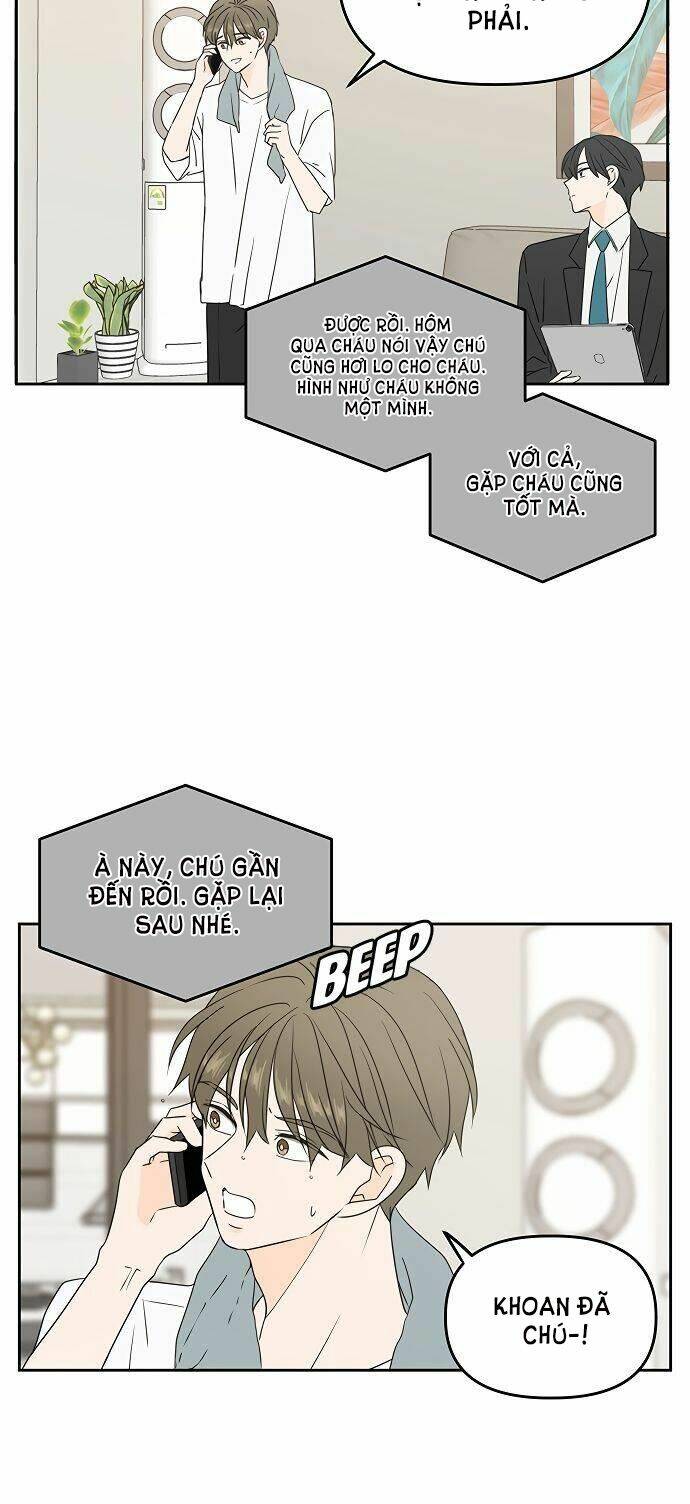 PHẢI.
ĐƯỢC RỒI. HÔM
QUA CHÁU NÓI VẬY CHÚ
CŨNG HƠI LO CHO CHÁU.
HÌNH NHƯ CHÁU KHÔNG
MỘT MÌNH.
VỚI CẢ,
GẶP CHÁU CŨNG
TỐT MÀ.
À NÀY, CHÚ GẦN
ĐẾN RỒI. GẶP LẠI
SAU NHÉ.
BEEP
KHOAN ĐÃ
CHÚ-!